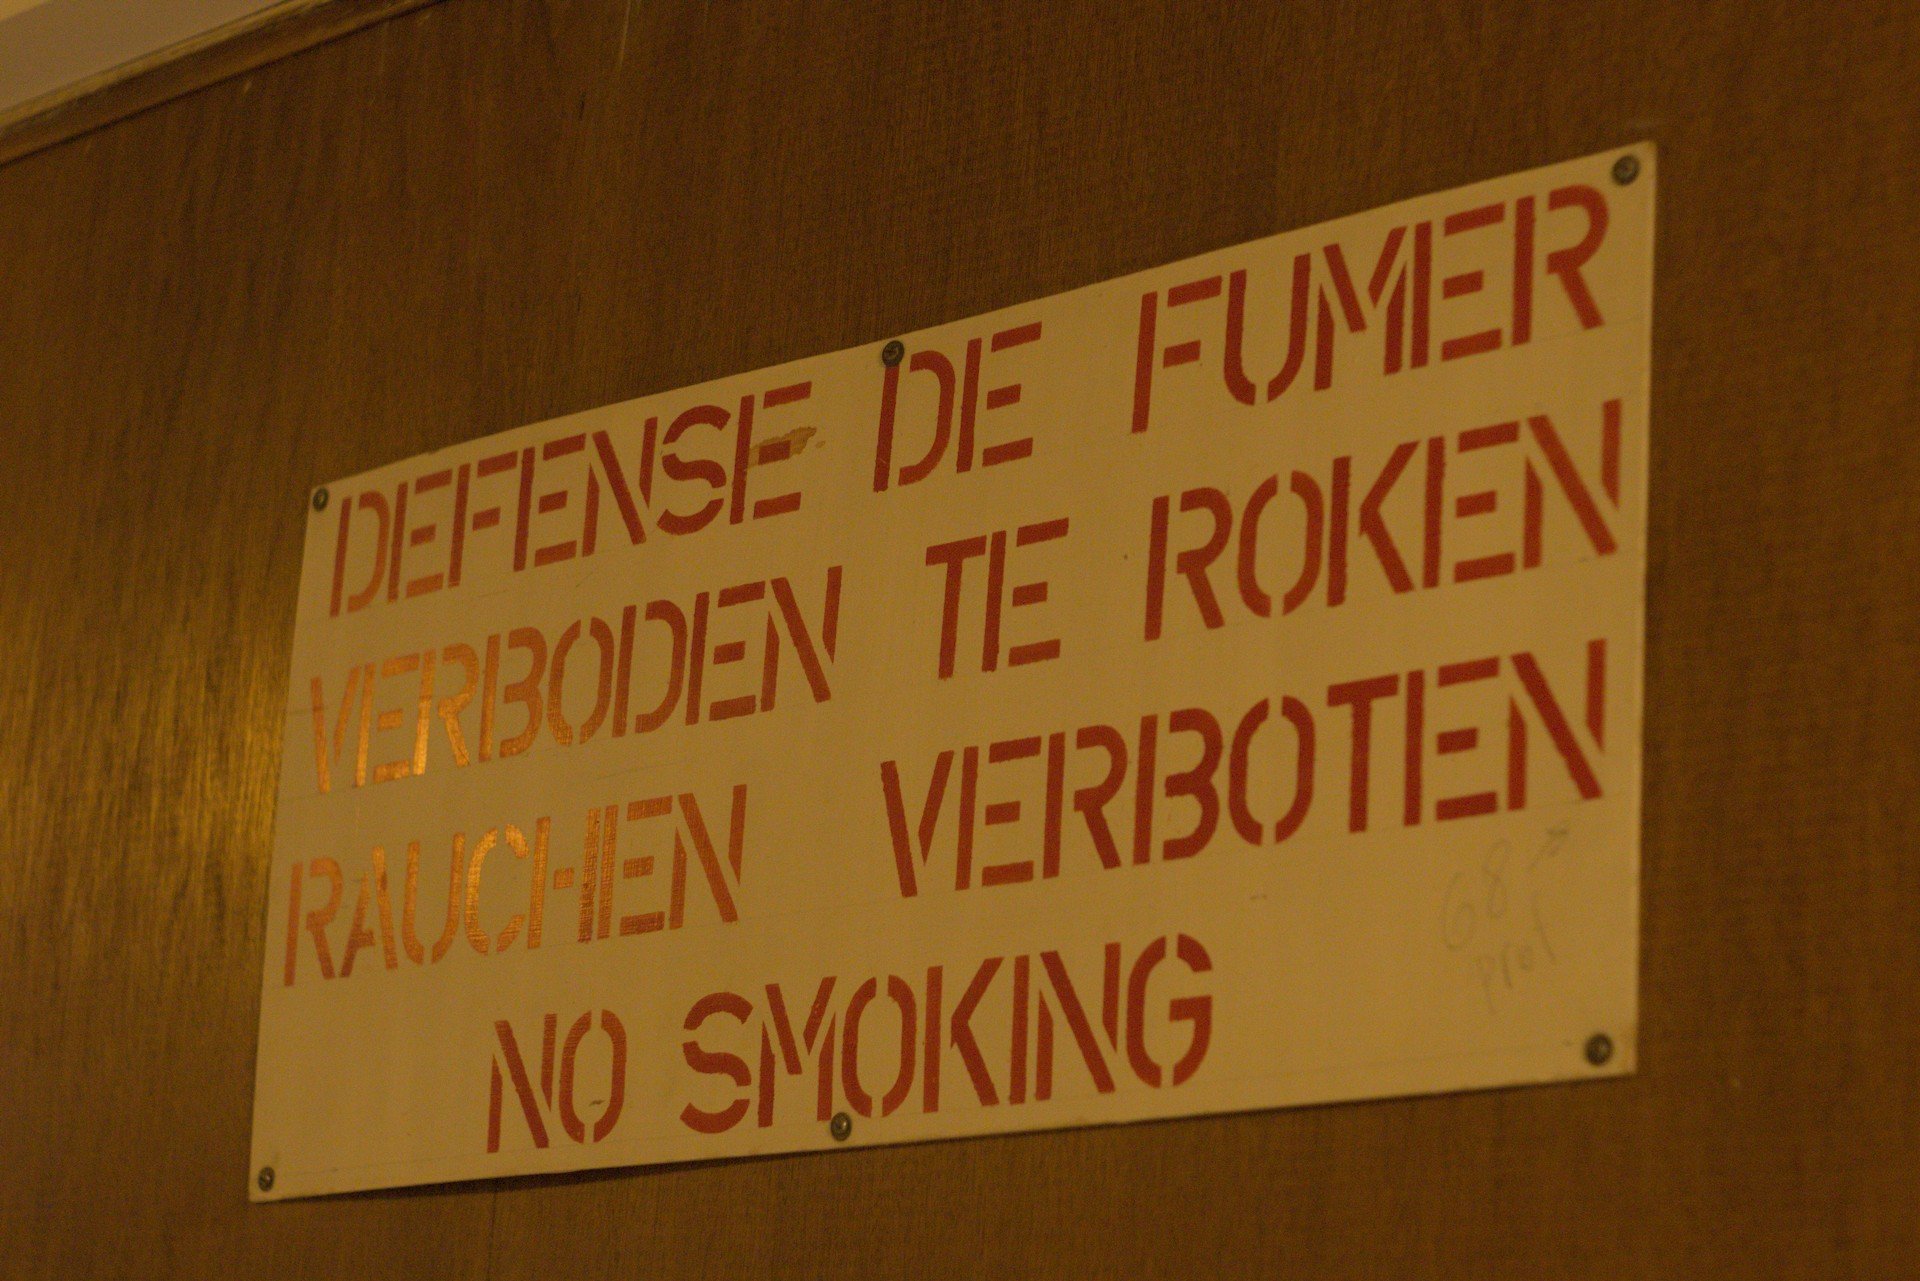 DEFENSE DE FUMER
VERBODEN TE ROKEN
RAUCHEN VERBOTEN
NO SMOKING